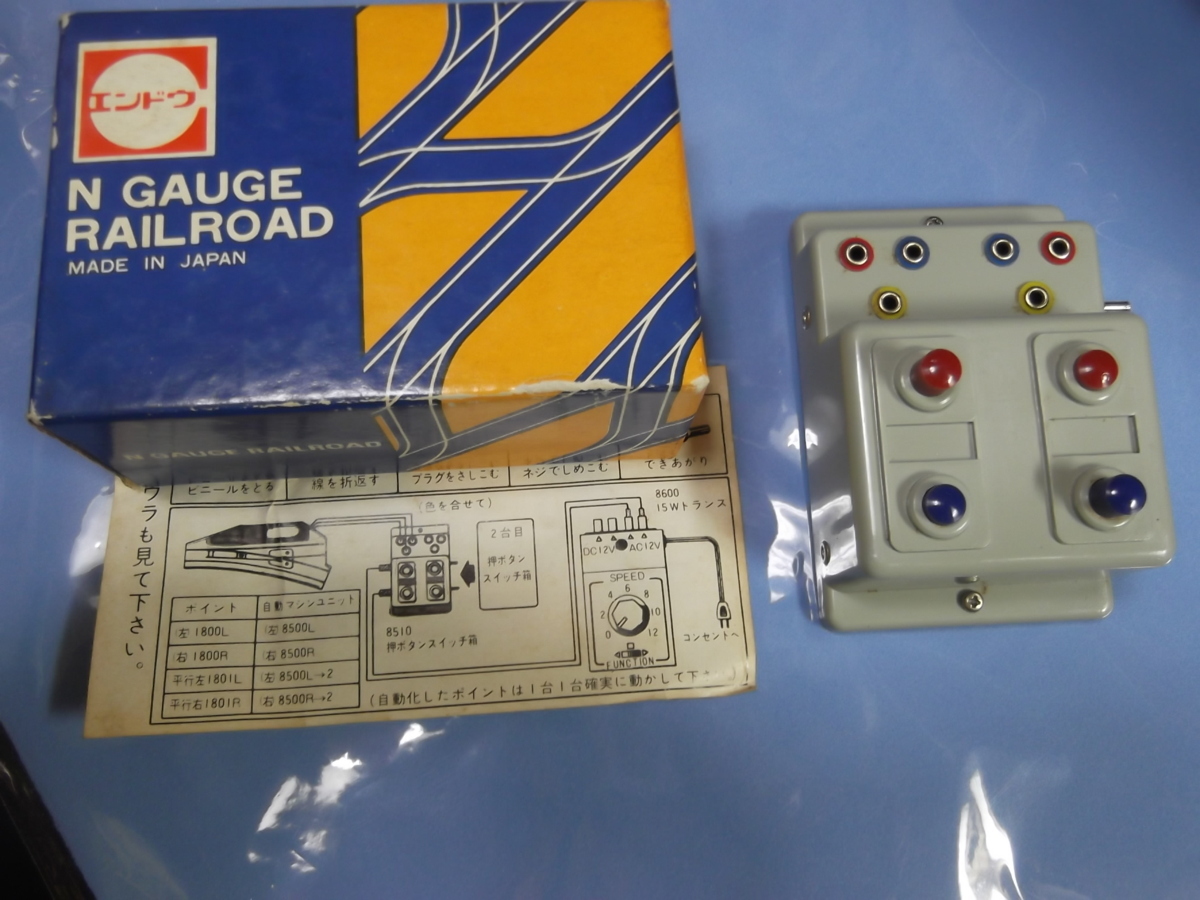 エンドウ
N GAUGE
RAILROAD
MADE IN JAPAN
N GAUGE RAILROAD
ビニールをとる
線を折返す
プラグをさしこむ
ネジでしめこむ
できあがり
ウラも見て下さい。
(色を合せて)
2台目
押ボタン
スイッチ箱
8510
押ボタンスイッチ箱
8600
15Wトランス
DC12V AC12V
SPEED
0 2 4 6 8 10 12
FUNCTION
コンセントへ
ポイント 自動マシンユニット
(左 1800L (左 8500L
(右 1800R (右 8500R
平行左1801L (左 8500L→2
平行右1801R (右 8500R→2
(自動化したポイントは1台1台確実に動かして下